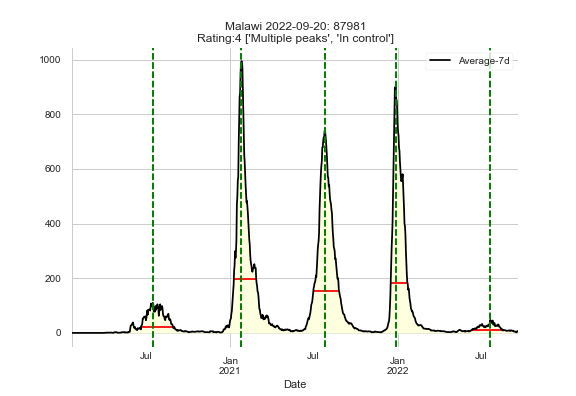 Malawi 2022-09-20: 87981
Rating:4 ['Multiple peaks', 'In control']
Average-7d
1000
800
600
400
200
0
Jul
Jan
2021
Jul
Jan
2022
Jul
Date